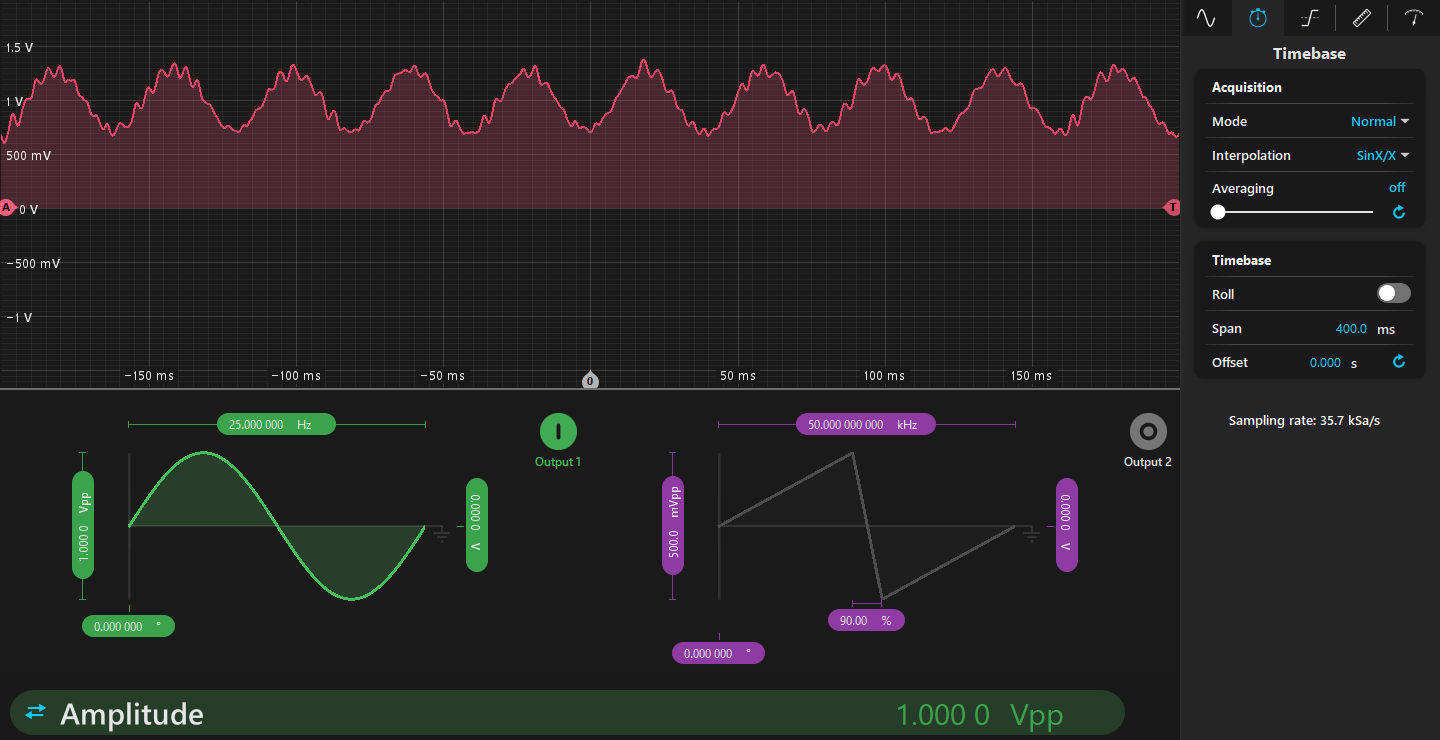 Timebase
1.5 V
1 V
500 mV
0 V
−500 mV
−1 V
A
T
−150 ms
−100 ms
−50 ms
0
50 ms
100 ms
150 ms
Acquisition
Mode Normal
Interpolation SinX/X
Averaging off
Timebase
Roll
Span 400.0 ms
Offset 0.000 s
Sampling rate: 35.7 kSa/s
25.000 000 Hz
1.000 0 Vpp
0.000 0 V
0.000 000 °
Output 1
50.000 000 000 kHz
500.0 mVpp
0.000 0 V
90.00 %
0.000 000 °
Output 2
Amplitude 1.000 0 Vpp